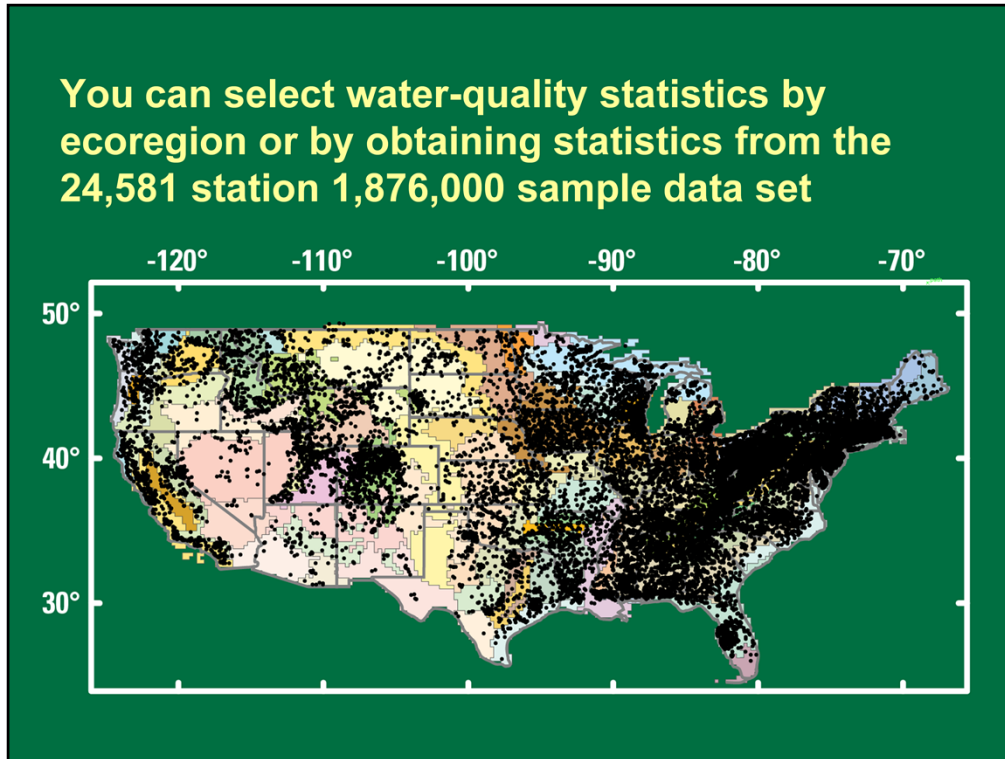 You can select water-quality statistics by
ecoregion or by obtaining statistics from the
24,581 station 1,876,000 sample data set
-120° -110° -100° -90° -80° -70°
50°
40°
30°